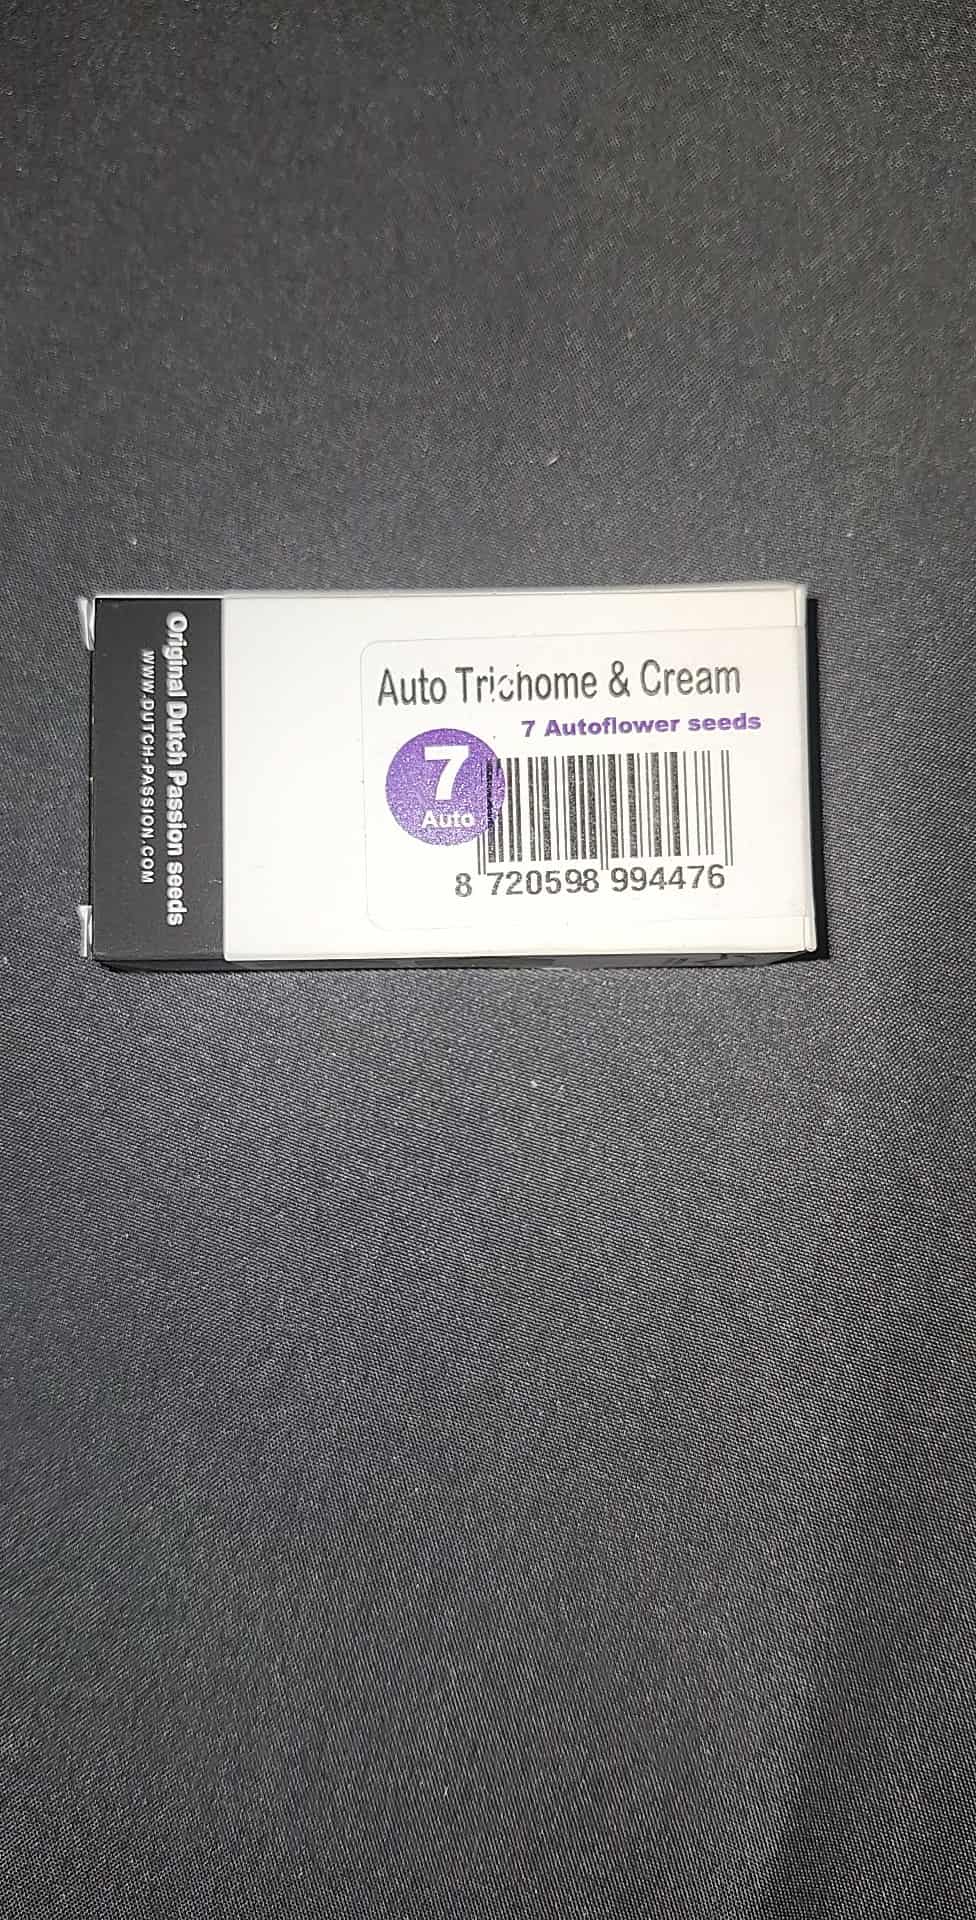 Original Dutch Passion seeds
WWW.DUTCH-PASSION.COM
Auto Trichome & Cream
7 Autoflower seeds
7
Auto
8 720598 994476